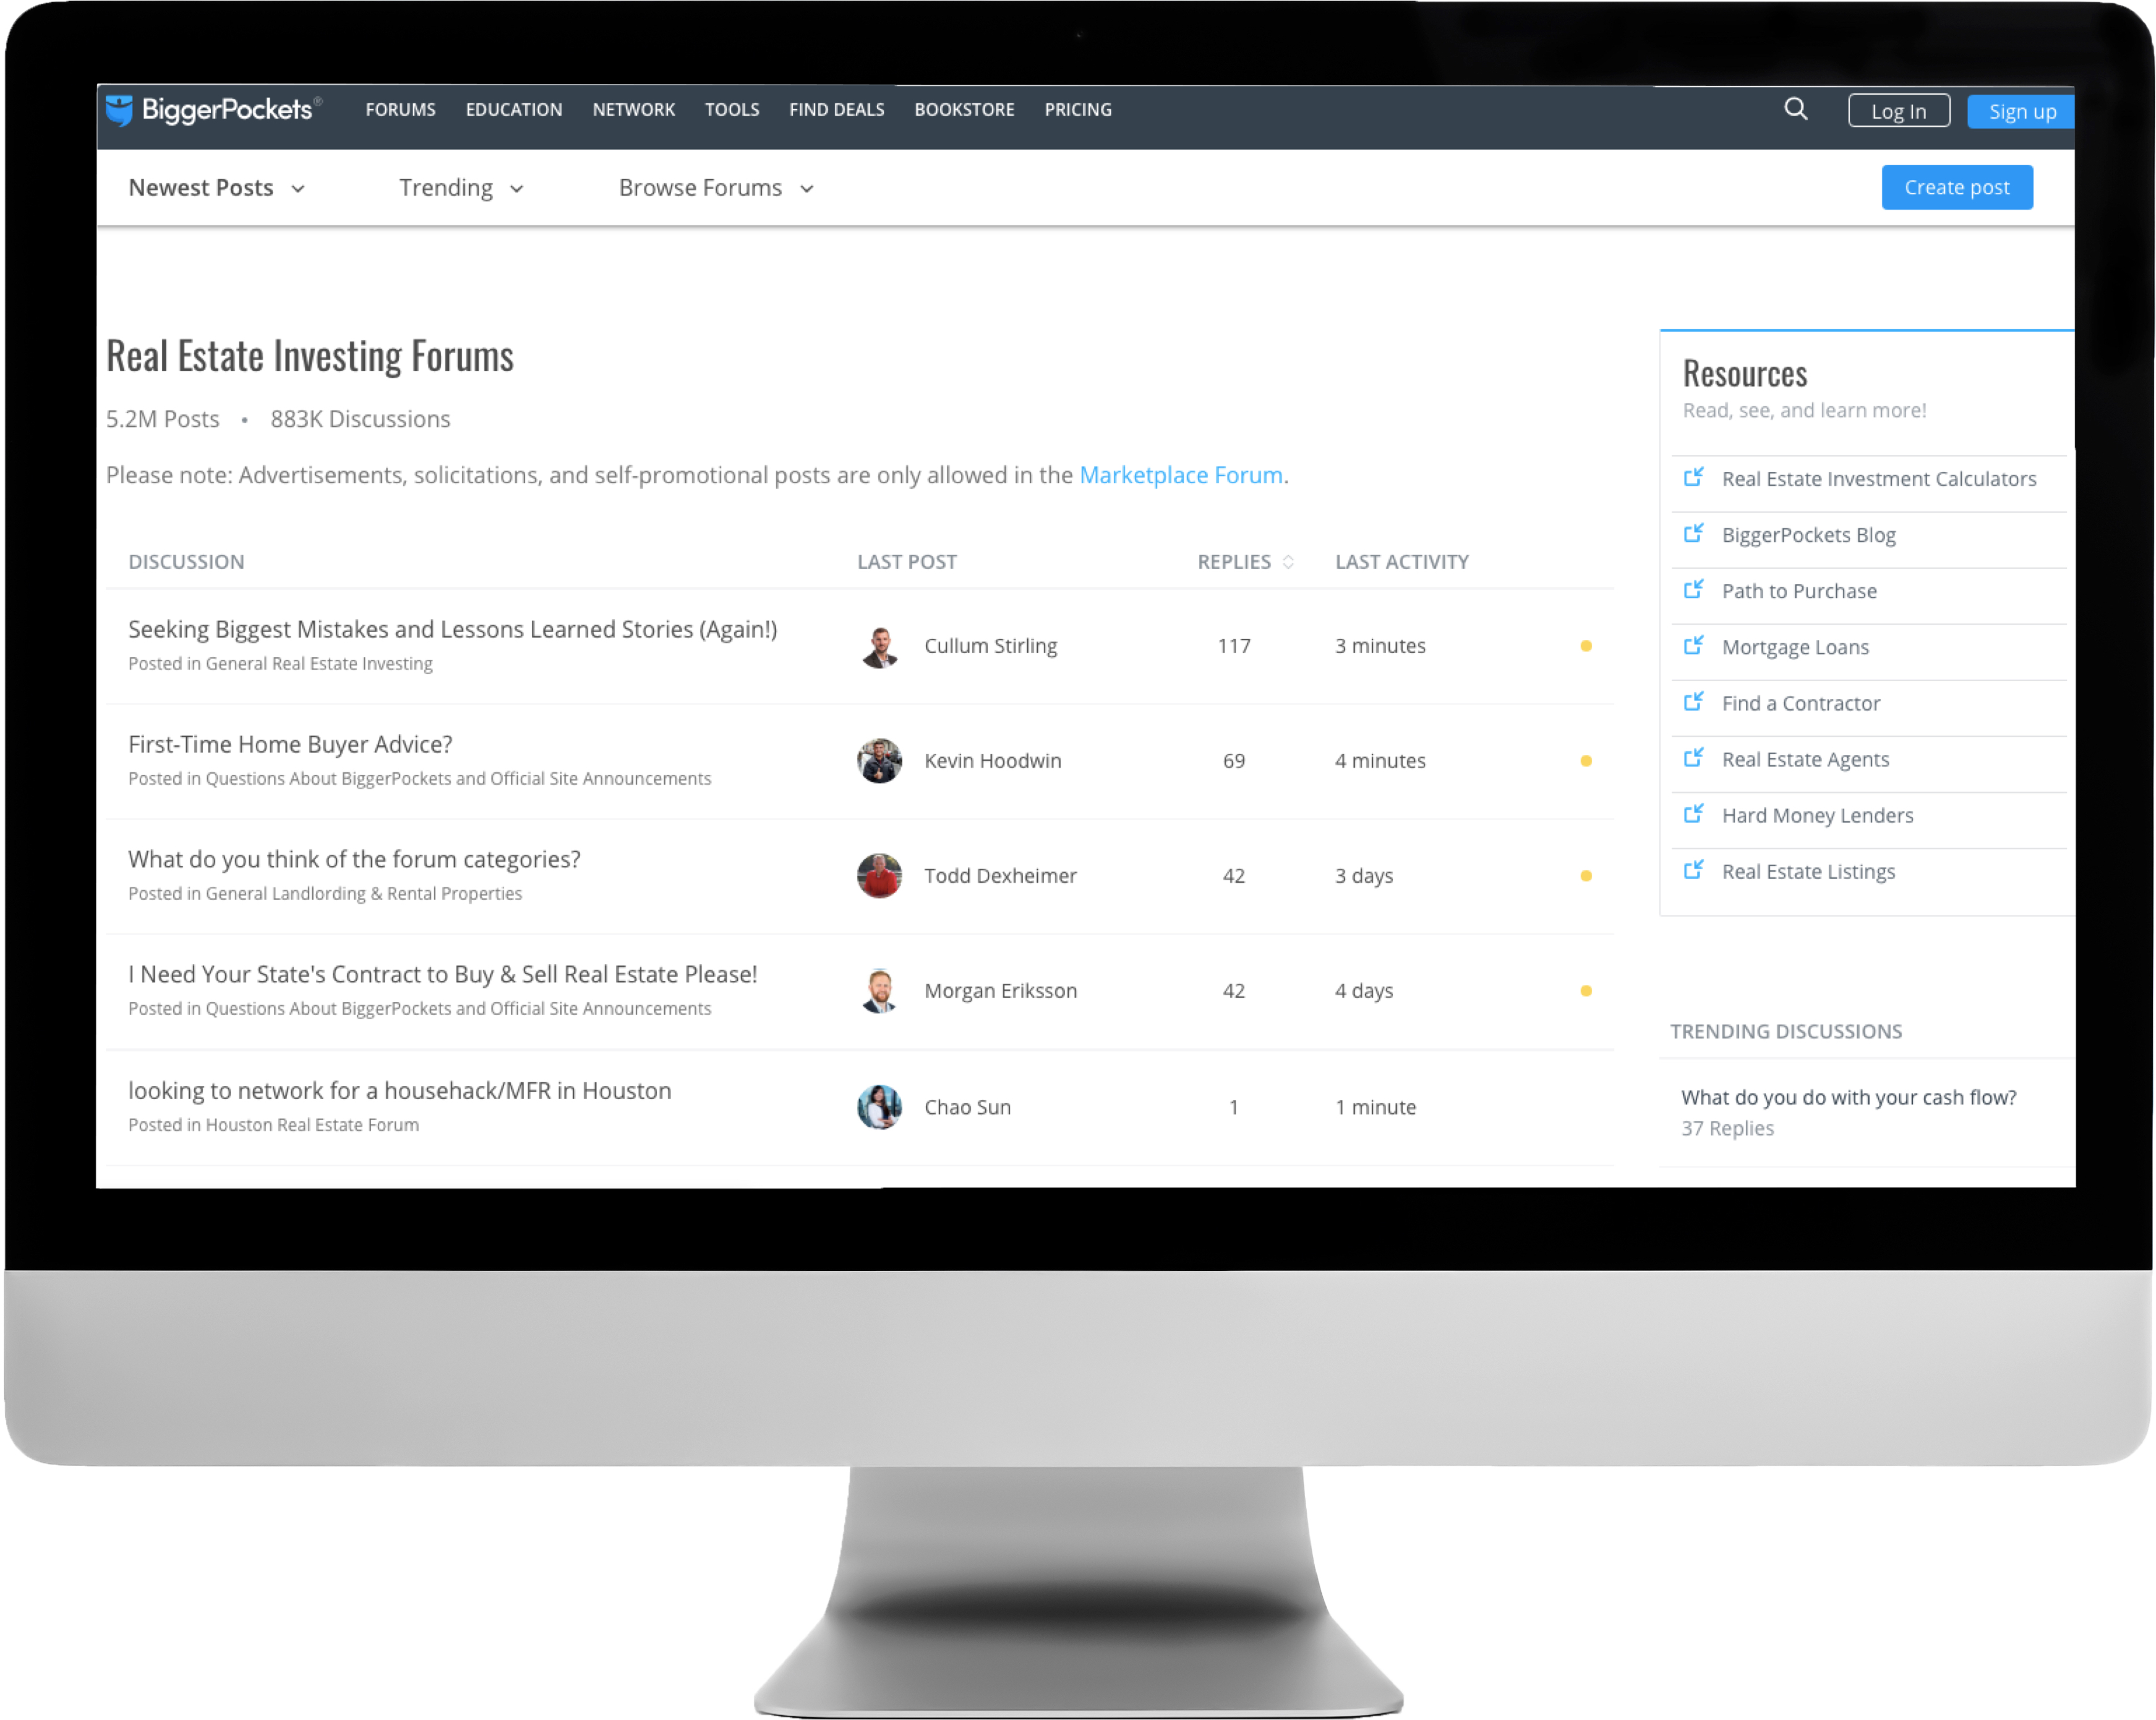 BiggerPockets®
FORUMS EDUCATION NETWORK TOOLS FIND DEALS BOOKSTORE PRICING
Log In Sign up
Newest Posts Trending Browse Forums Create post
Real Estate Investing Forums
5.2M Posts • 883K Discussions
Please note: Advertisements, solicitations, and self-promotional posts are only allowed in the Marketplace Forum.
DISCUSSION LAST POST REPLIES LAST ACTIVITY
Seeking Biggest Mistakes and Lessons Learned Stories (Again!)
Posted in General Real Estate Investing
Cullum Stirling 117 3 minutes
First-Time Home Buyer Advice?
Posted in Questions About BiggerPockets and Official Site Announcements
Kevin Hoodwin 69 4 minutes
What do you think of the forum categories?
Posted in General Landlording & Rental Properties
Todd Dexheimer 42 3 days
I Need Your State's Contract to Buy & Sell Real Estate Please!
Posted in Questions About BiggerPockets and Official Site Announcements
Morgan Eriksson 42 4 days
looking to network for a househack/MFR in Houston
Posted in Houston Real Estate Forum
Chao Sun 1 1 minute
Resources
Read, see, and learn more!
Real Estate Investment Calculators
BiggerPockets Blog
Path to Purchase
Mortgage Loans
Find a Contractor
Real Estate Agents
Hard Money Lenders
Real Estate Listings
TRENDING DISCUSSIONS
What do you do with your cash flow?
37 Replies